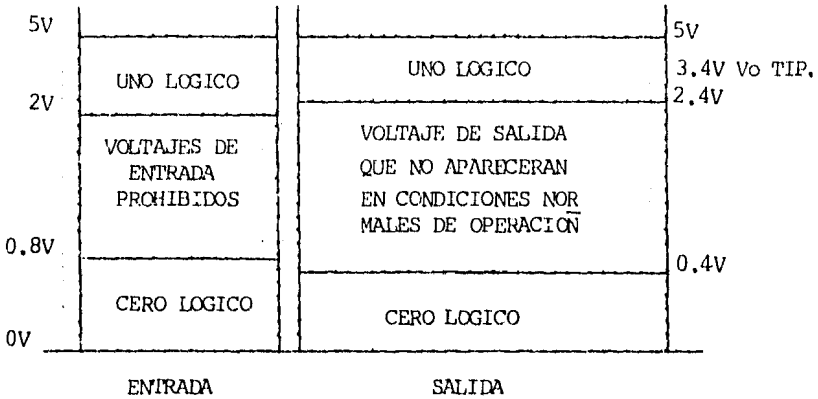 5V
UNO LOGICO
2V
VOLTAJES DE
ENTRADA
PROHIBIDOS
0.8V
CERO LOGICO
0V
ENTRADA
5V
UNO LOGICO
3.4V Vo TIP.
2.4V
VOLTAJE DE SALIDA
QUE NO APARECERAN
EN CONDICIONES NOR
MALES DE OPERACION
0.4V
CERO LOGICO
SALIDA